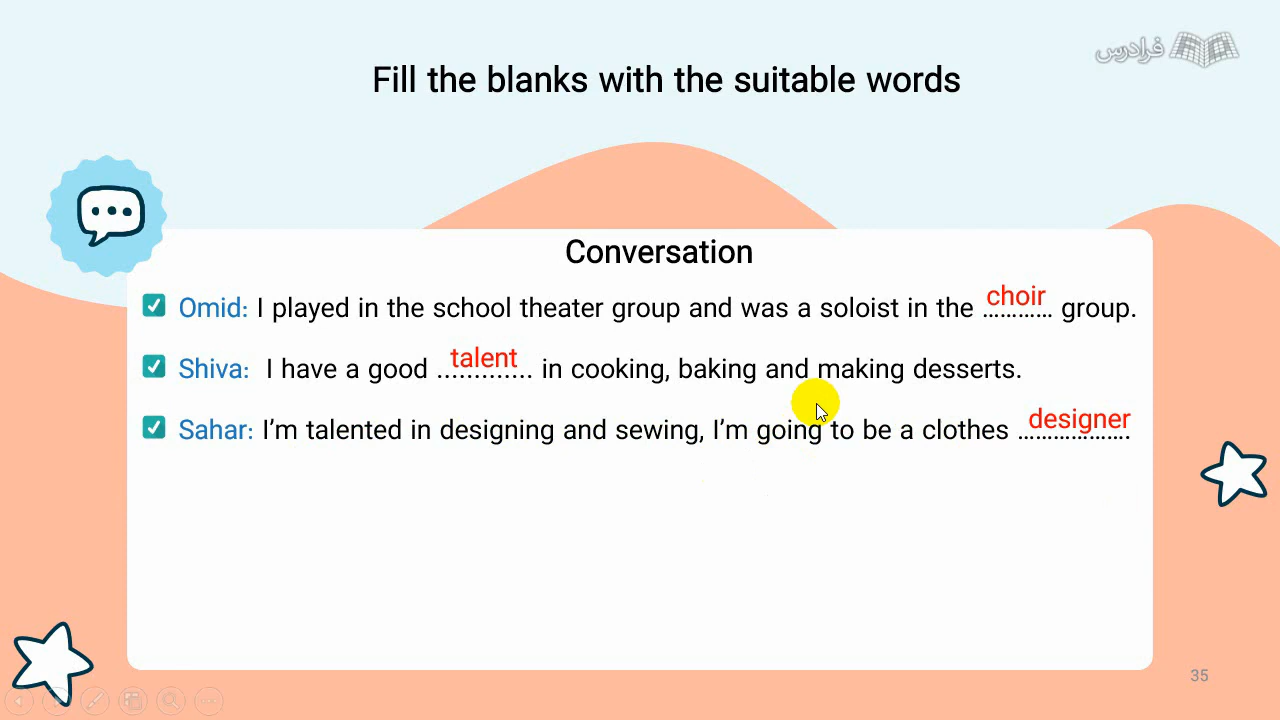 فرادرس
Fill the blanks with the suitable words
Conversation
Omid: I played in the school theater group and was a soloist in the ...choir... group.
Shiva: I have a good ....talent.... in cooking, baking and making desserts.
Sahar: I’m talented in designing and sewing, I’m going to be a clothes ....designer....
35